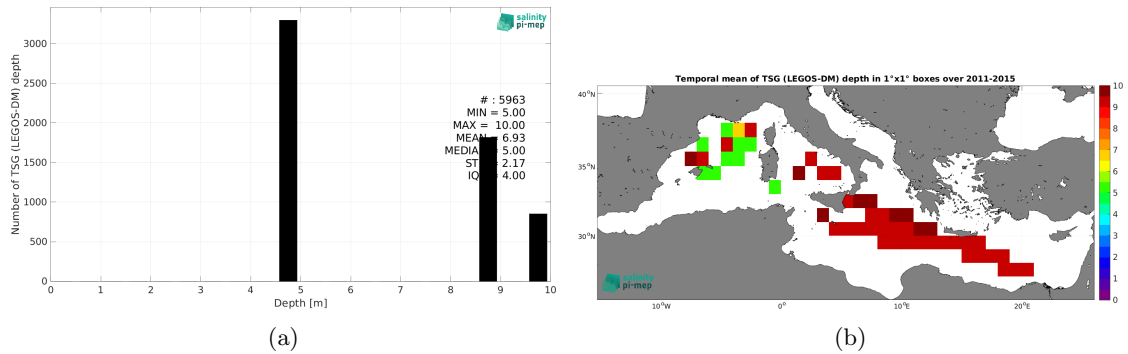 3000
2500
2000
1500
1000
500
0
Number of TSG (LEGOS-DM) depth
salinity
pi-mep
# : 5963
MIN = 5.00
MAX = 10.00
MEAN = 6.93
MEDIA = 5.00
ST = 2.17
IQ = 4.00
0 1 2 3 4 5 6 7 8 9 10
Depth [m]
(a)
Temporal mean of TSG (LEGOS-DM) depth in 1°x1° boxes over 2011-2015
40°N
35°N
30°N
10°W
0°
10°E
20°E
salinity
pi-mep
10
9
8
7
6
5
4
3
2
1
0
(b)